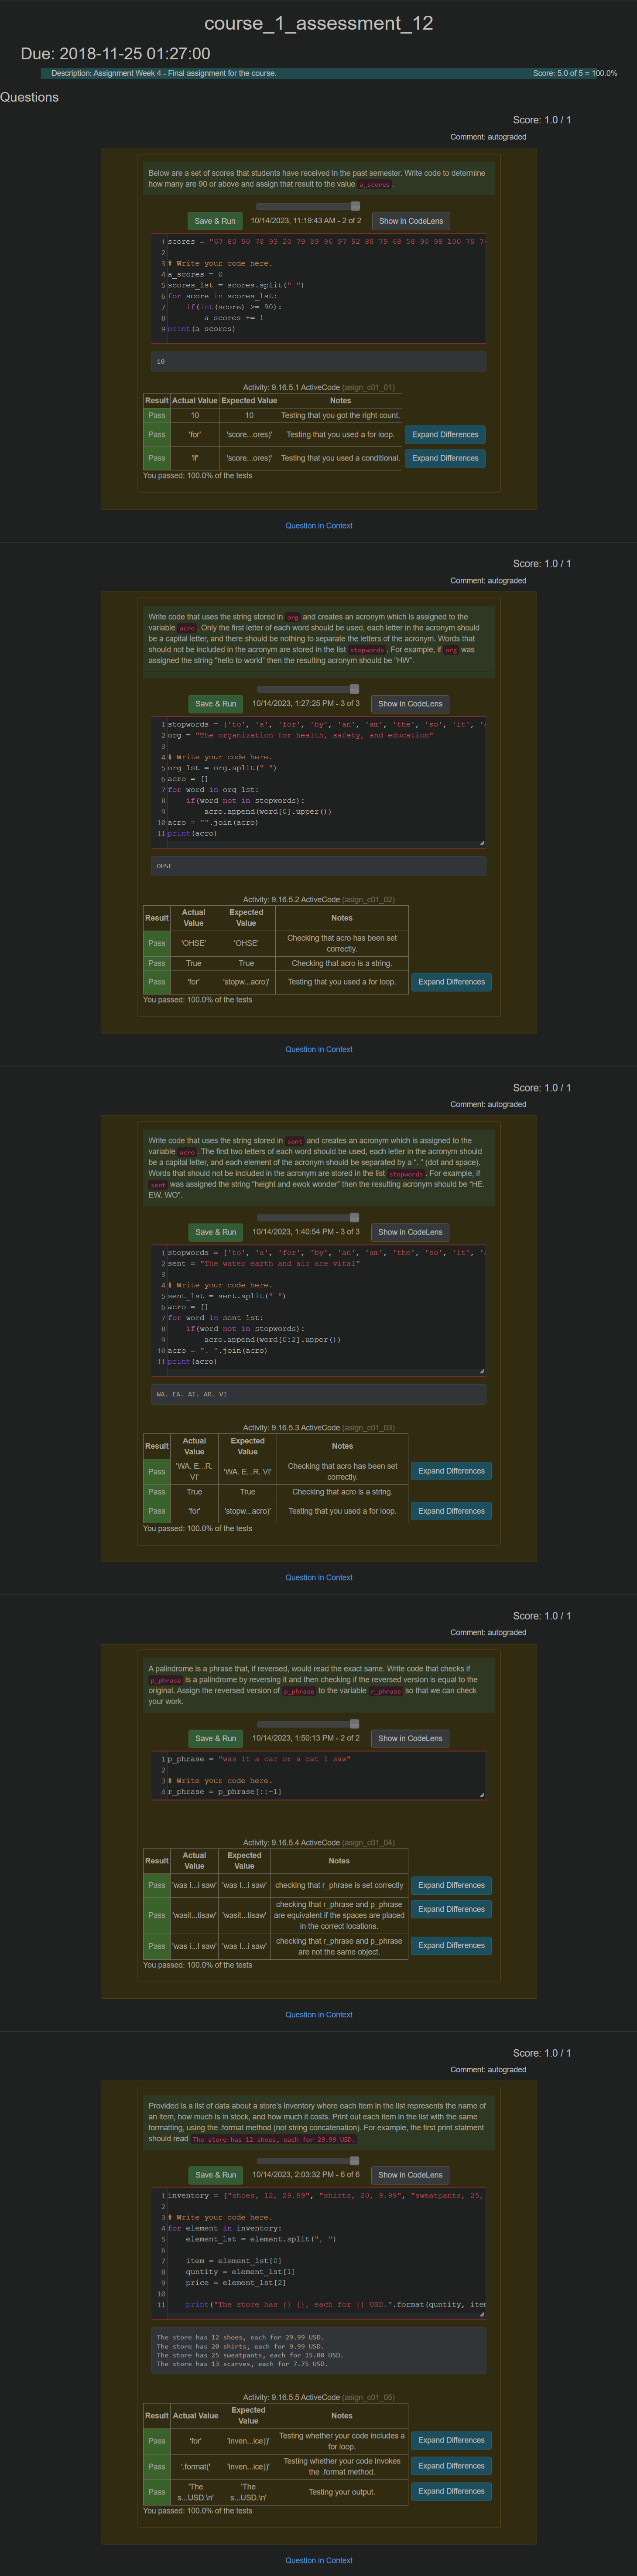 course_1_assessment_12
Due: 2018-11-25 01:27:00
Description: Assignment Week 4 - Final assignment for the course.
Score: 5.0 of 5 = 100.0%
Questions
Score: 1.0 / 1
Comment: autograded
Below are a set of scores that students have received in the past semester. Write code to determine
how many are 90 or above and assign that result to the value a_scores.
Save & Run 10/14/2023, 11:19:43 AM - 2 of 2 Show in CodeLens
1 scores = "67 80 90 78 93 20 79 89 96 97 92 88 79 68 58 90 98 100 79 7
2
3 # Write your code here.
4 a_scores = 0
5 scores_lst = scores.split(" ")
6 for score in scores_lst:
7 if(int(score) >= 90):
8 a_scores += 1
9 print(a_scores)
10
Activity: 9.16.5.1 ActiveCode (asign_c01_01)
Result Actual Value Expected Value Notes
Pass 10 10 Testing that you got the right count.
Pass 'for' 'score...ores)' Testing that you used a for loop. Expand Differences
Pass 'if' 'score...ores)' Testing that you used a conditional. Expand Differences
You passed: 100.0% of the tests
Question in Context
Score: 1.0 / 1
Comment: autograded
Write code that uses the string stored in org and creates an acronym which is assigned to the
variable acro. Only the first letter of each word should be used, each letter in the acronym should
be a capital letter, and there should be nothing to separate the letters of the acronym. Words that
should not be included in the acronym are stored in the list stopwords. For example, if org was
assigned the string “hello to world” then the resulting acronym should be “HW”.
Save & Run 10/14/2023, 1:27:25 PM - 3 of 3 Show in CodeLens
1 stopwords = ['to', 'a', 'for', 'by', 'an', 'am', 'the', 'so', 'it', '
2 org = "The organization for health, safety, and education"
3
4 # Write your code here.
5 org_lst = org.split(" ")
6 acro = []
7 for word in org_lst:
8 if(word not in stopwords):
9 acro.append(word[0].upper())
10 acro = "".join(acro)
11 print(acro)
OHSE
Activity: 9.16.5.2 ActiveCode (asign_c01_02)
Result Actual Value Expected Value Notes
Pass 'OHSE' 'OHSE' Checking that acro has been set correctly.
Pass True True Checking that acro is a string.
Pass 'for' 'stopw...acro)' Testing that you used a for loop. Expand Differences
You passed: 100.0% of the tests
Question in Context
Score: 1.0 / 1
Comment: autograded
Write code that uses the string stored in sent and creates an acronym which is assigned to the
variable acro. The first two letters of each word should be used, each letter in the acronym should
be a capital letter, and each element of the acronym should be separated by a “. ” (dot and space).
Words that should not be included in the acronym are stored in the list stopwords. For example, if
sent was assigned the string “height and ewok wonder” then the resulting acronym should be “HE.
EW. WO”.
Save & Run 10/14/2023, 1:40:54 PM - 3 of 3 Show in CodeLens
1 stopwords = ['to', 'a', 'for', 'by', 'an', 'am', 'the', 'so', 'it', '
2 sent = "The water earth and air are vital"
3
4 # Write your code here.
5 sent_lst = sent.split(" ")
6 acro = []
7 for word in sent_lst:
8 if(word not in stopwords):
9 acro.append(word[0:2].upper())
10 acro = ". ".join(acro)
11 print(acro)
WA. EA. AI. AR. VI
Activity: 9.16.5.3 ActiveCode (asign_c01_03)
Result Actual Value Expected Value Notes
Pass 'WA. E...R. VI' 'WA. E...R. VI' Checking that acro has been set correctly. Expand Differences
Pass True True Checking that acro is a string.
Pass 'for' 'stopw...acro)' Testing that you used a for loop. Expand Differences
You passed: 100.0% of the tests
Question in Context
Score: 1.0 / 1
Comment: autograded
A palindrome is a phrase that, if reversed, would read the exact same. Write code that checks if
p_phrase is a palindrome by reversing it and then checking if the reversed version is equal to the
original. Assign the reversed version of p_phrase to the variable r_phrase so that we can check
your work.
Save & Run 10/14/2023, 1:50:13 PM - 2 of 2 Show in CodeLens
1 p_phrase = "was it a car or a cat I saw"
2
3 # Write your code here.
4 r_phrase = p_phrase[::-1]
Activity: 9.16.5.4 ActiveCode (asign_c01_04)
Result Actual Value Expected Value Notes
Pass 'was I...i saw' 'was I...i saw' checking that r_phrase is set correctly Expand Differences
Pass 'wasit...tisaw' 'wasit...tisaw' checking that r_phrase and p_phrase are equivalent if the spaces are placed in the correct locations. Expand Differences
Pass 'was i...I saw' 'was I...i saw' checking that r_phrase and p_phrase are not the same object. Expand Differences
You passed: 100.0% of the tests
Question in Context
Score: 1.0 / 1
Comment: autograded
Provided is a list of data about a store’s inventory where each item in the list represents the name of
an item, how much is in stock, and how much it costs. Print out each item in the list with the same
formatting, using the .format method (not string concatenation). For example, the first print statment
should read The store has 12 shoes, each for 29.99 USD.
Save & Run 10/14/2023, 2:03:32 PM - 6 of 6 Show in CodeLens
1 inventory = ["shoes, 12, 29.99", "shirts, 20, 9.99", "sweatpants, 25,
2
3 # Write your code here.
4 for element in inventory:
5 element_lst = element.split(", ")
6
7 item = element_lst[0]
8 quntity = element_lst[1]
9 price = element_lst[2]
10
11 print("The store has {} {}, each for {} USD.".format(quntity, item
The store has 12 shoes, each for 29.99 USD.
The store has 20 shirts, each for 9.99 USD.
The store has 25 sweatpants, each for 15.00 USD.
The store has 13 scarves, each for 7.75 USD.
Activity: 9.16.5.5 ActiveCode (asign_c01_05)
Result Actual Value Expected Value Notes
Pass 'for' 'inven...ice))' Testing whether your code includes a for loop. Expand Differences
Pass '.format(' 'inven...ice))' Testing whether your code invokes the .format method. Expand Differences
Pass 'The s...USD.\n' 'The s...USD.\n' Testing your output. Expand Differences
You passed: 100.0% of the tests
Question in Context